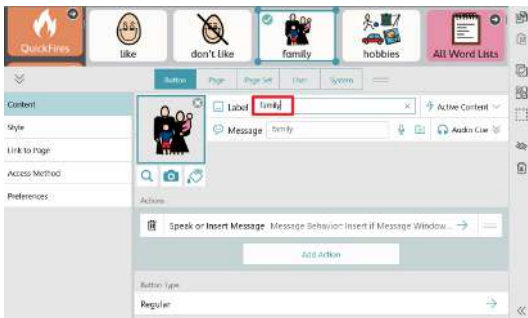 QuickFires
like
don't like
family
hobbies
All Word Lists
Button Page Page Set User System
Content
Style
Link to Page
Access Method
Preferences
Label family × Active Content
Message family Audio Cue
Actions
Speak or Insert Message Message Behavior: Insert if Message Window...
Add Action
Button Type
Regular